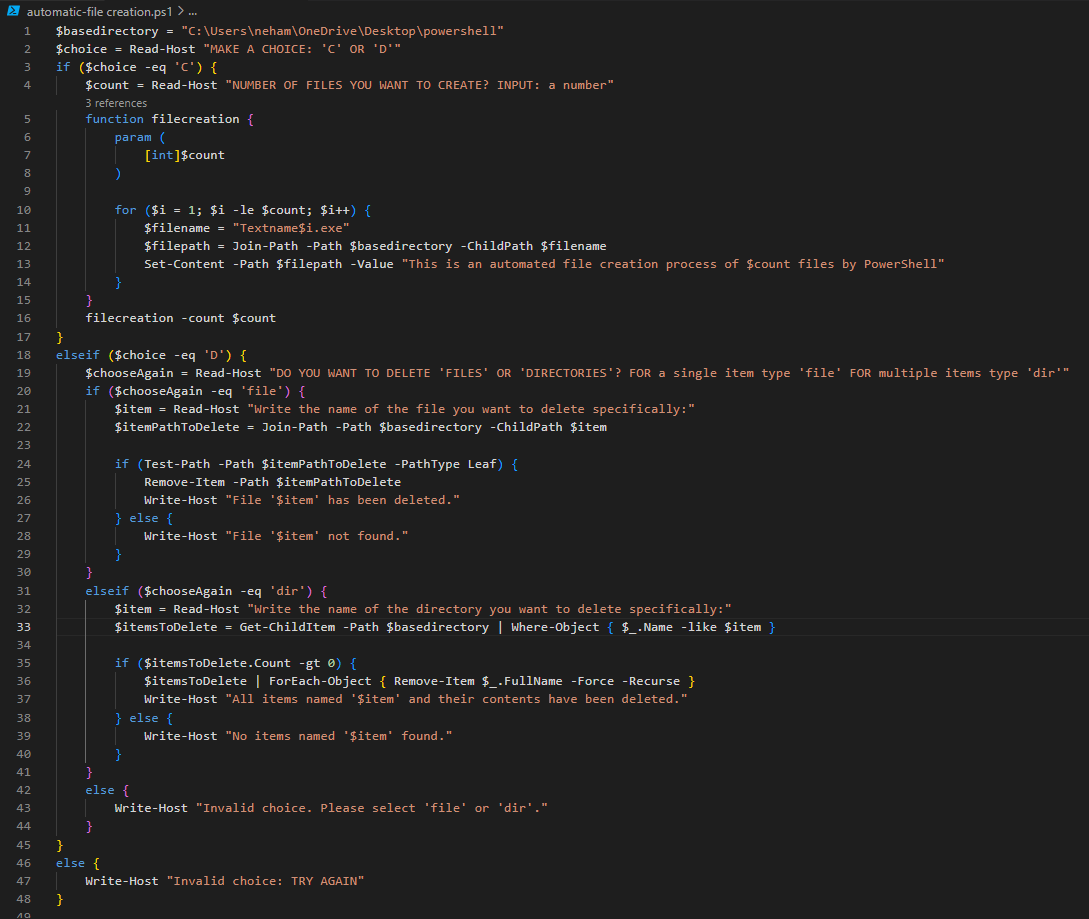 automatic-file creation.ps1 > ...
1 $basedirectory = "C:\Users\neham\OneDrive\Desktop\powershell"
2 $choice = Read-Host "MAKE A CHOICE: 'C' OR 'D'"
3 if ($choice -eq 'C') {
4 $count = Read-Host "NUMBER OF FILES YOU WANT TO CREATE? INPUT: a number"
3 references
5 function filecreation {
6 param (
7 [int]$count
8 )
9
10 for ($i = 1; $i -le $count; $i++) {
11 $filename = "Textname$i.exe"
12 $filepath = Join-Path -Path $basedirectory -ChildPath $filename
13 Set-Content -Path $filepath -Value "This is an automated file creation process of $count files by PowerShell"
14 }
15 }
16 filecreation -count $count
17 }
18 elseif ($choice -eq 'D') {
19 $chooseAgain = Read-Host "DO YOU WANT TO DELETE 'FILES' OR 'DIRECTORIES'? FOR a single item type 'file' FOR multiple items type 'dir'"
20 if ($chooseAgain -eq 'file') {
21 $item = Read-Host "Write the name of the file you want to delete specifically:"
22 $itemPathToDelete = Join-Path -Path $basedirectory -ChildPath $item
23
24 if (Test-Path -Path $itemPathToDelete -PathType Leaf) {
25 Remove-Item -Path $itemPathToDelete
26 Write-Host "File '$item' has been deleted."
27 } else {
28 Write-Host "File '$item' not found."
29 }
30 }
31 elseif ($chooseAgain -eq 'dir') {
32 $item = Read-Host "Write the name of the directory you want to delete specifically:"
33 $itemsToDelete = Get-ChildItem -Path $basedirectory | Where-Object { $_.Name -like $item }
34
35 if ($itemsToDelete.Count -gt 0) {
36 $itemsToDelete | ForEach-Object { Remove-Item $_.FullName -Force -Recurse }
37 Write-Host "All items named '$item' and their contents have been deleted."
38 } else {
39 Write-Host "No items named '$item' found."
40 }
41 }
42 else {
43 Write-Host "Invalid choice. Please select 'file' or 'dir'."
44 }
45 }
46 else {
47 Write-Host "Invalid choice: TRY AGAIN"
48 }
49